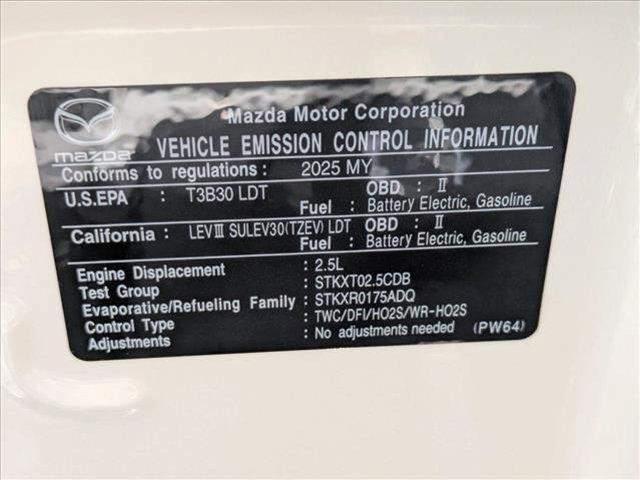 Mazda Motor Corporation
mazda
VEHICLE EMISSION CONTROL INFORMATION
Conforms to regulations : 2025 MY
U.S.EPA : T3B30 LDT OBD : II
Fuel : Battery Electric, Gasoline
California : LEVIII SULEV30(TZEV) LDT OBD : II
Fuel : Battery Electric, Gasoline
Engine Displacement : 2.5L
Test Group : STKXT02.5CDB
Evaporative/Refueling Family : STKXR0175ADQ
Control Type : TWC/DFI/HO2S/WR-HO2S
Adjustments : No adjustments needed (PW64)